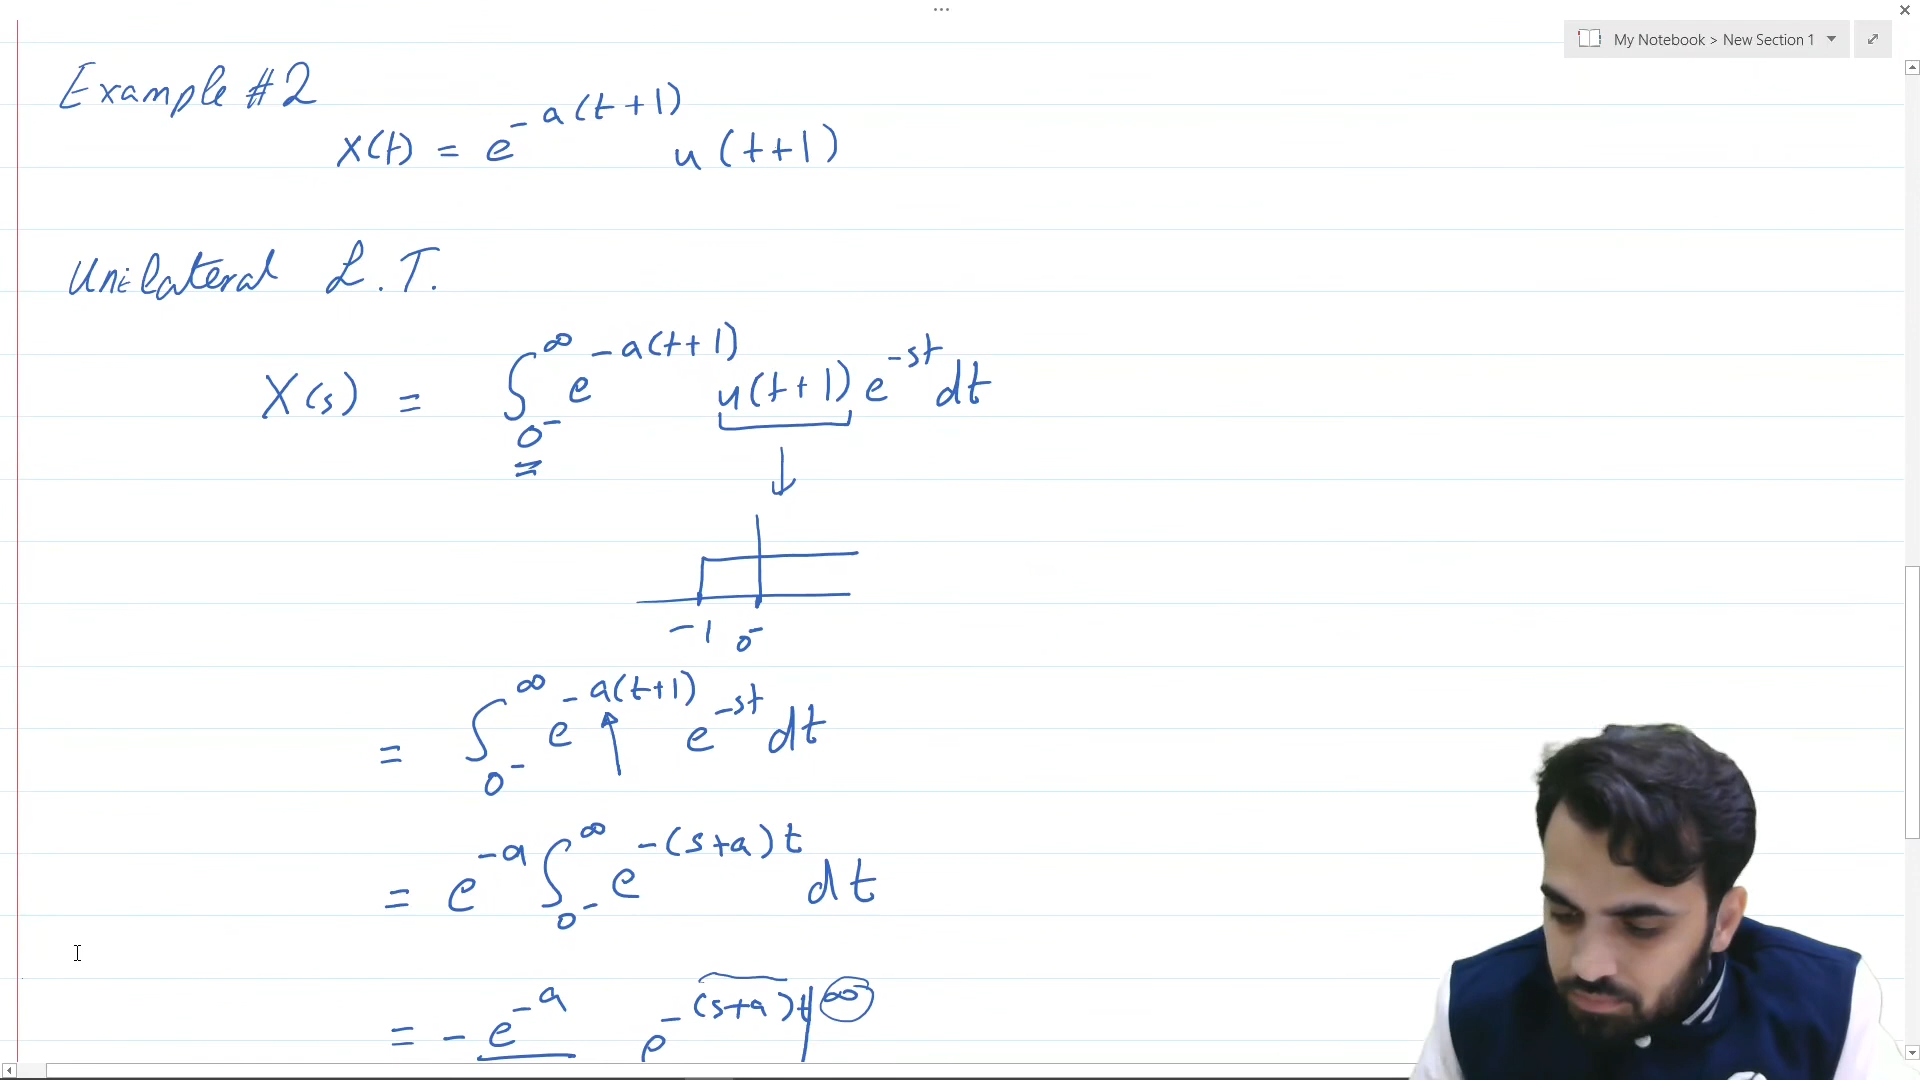 My Notebook > New Section 1
Example #2
x(t) = e^{-a(t+1)} u(t+1)
Unilateral L.T.
X(s) = ∫_{0⁻}^{∞} e^{-a(t+1)} u(t+1) e^{-st} dt
-1 0⁻
= ∫_{0⁻}^{∞} e^{-a(t+1)} e^{-st} dt
= e^{-a} ∫_{0⁻}^{∞} e^{-(s+a)t} dt
= - e^{-a} e^{-(s+a)t} |^{∞}